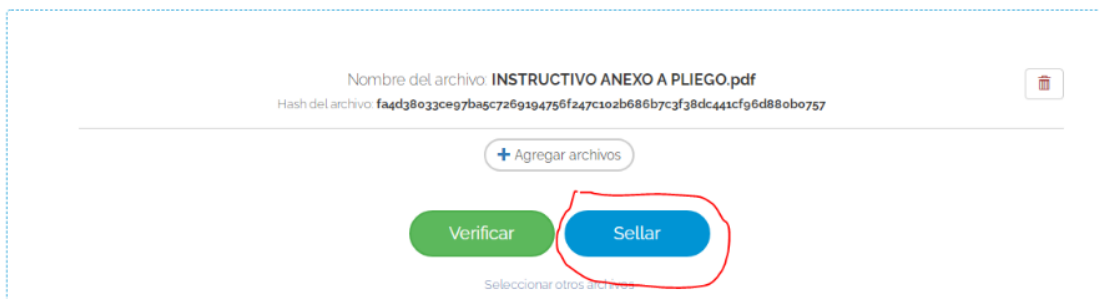 Nombre del archivo: INSTRUCTIVO ANEXO A PLIEGO.pdf
Hash del archivo: fa4d38033ce97ba5c7269194756f247c102b686b7c3f38dc441cf96d880b0757
+ Agregar archivos
Verificar
Sellar
Seleccionar otros archivos